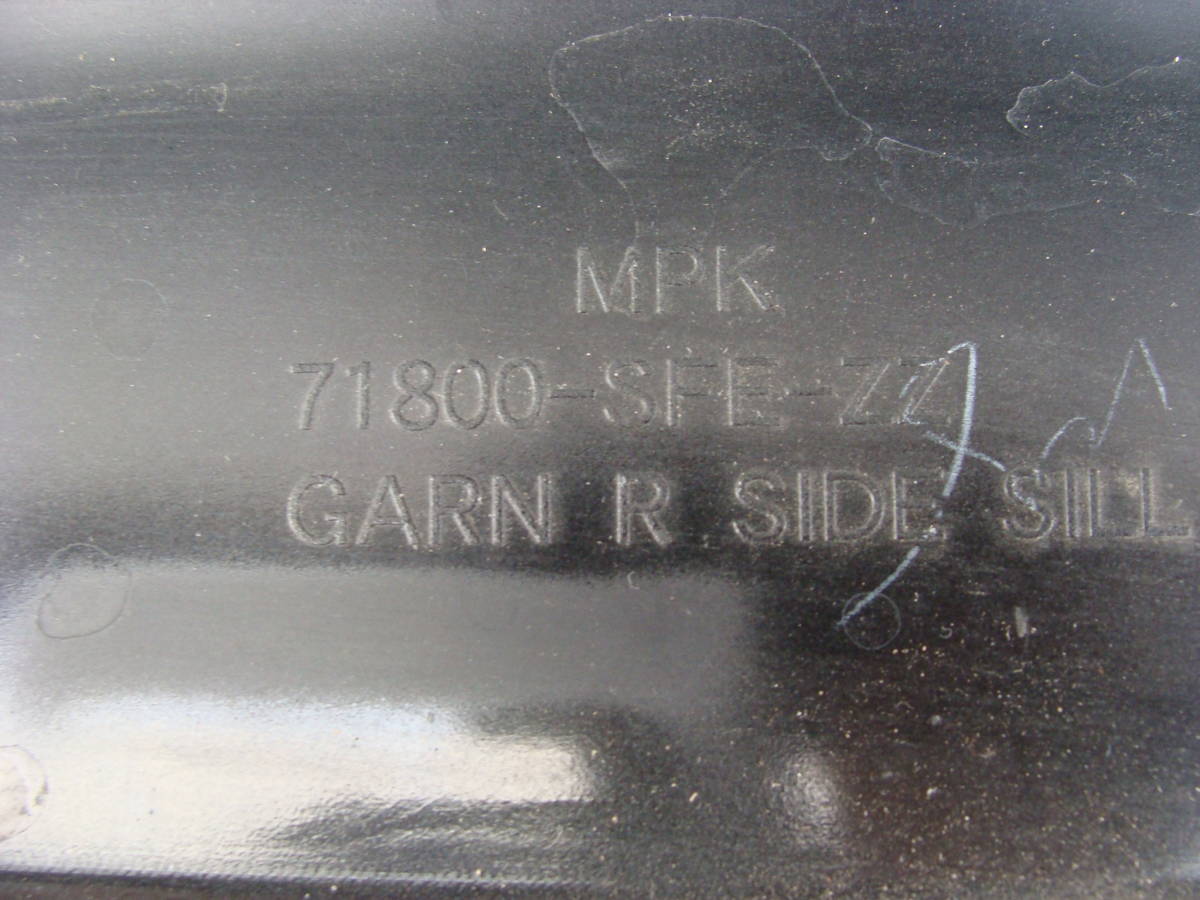 MPK
71800-SFE-ZZ
GARN R SIDE SILL